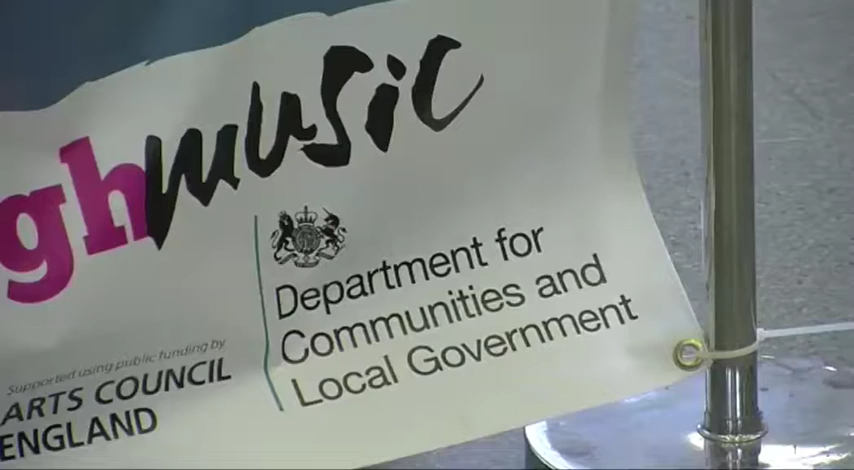 ghmusic
Department for
Communities and
Local Government
Supported using public funding by
ARTS COUNCIL
ENGLAND